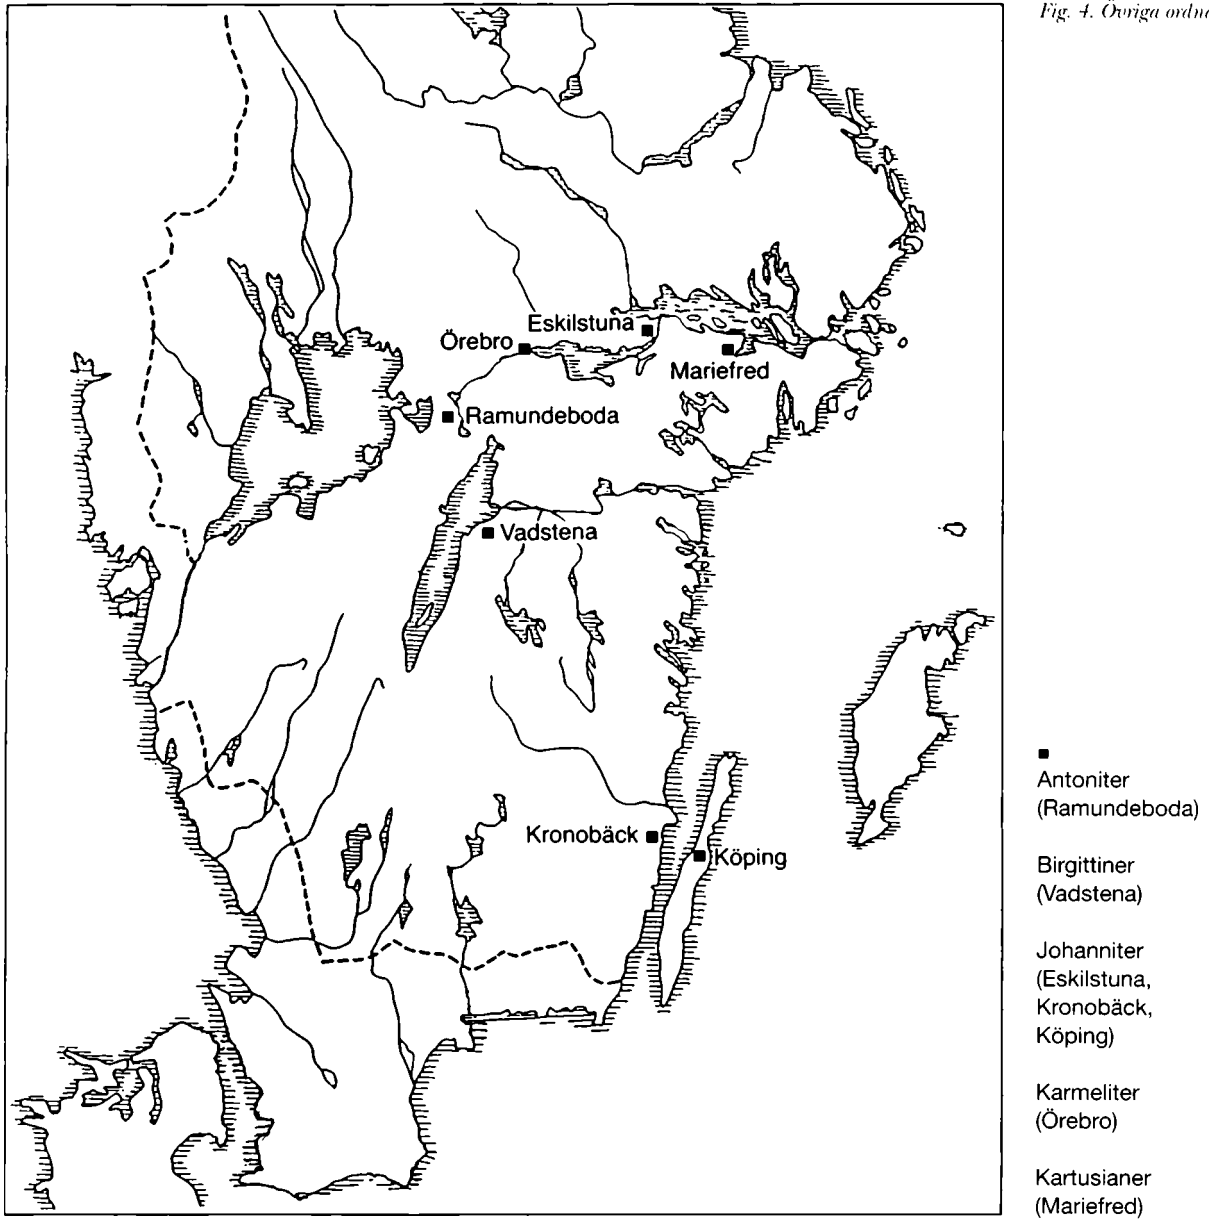 Fig. 4. Övriga
Eskilstuna
Örebro
Mariefred
Ramundeboda
Vadstena
Kronobäck
Köping
Antoniter
(Ramundeboda)
Birgittiner
(Vadstena)
Johanniter
(Eskilstuna,
Kronobäck,
Köping)
Karmeliter
(Örebro)
Kartusianer
(Mariefred)